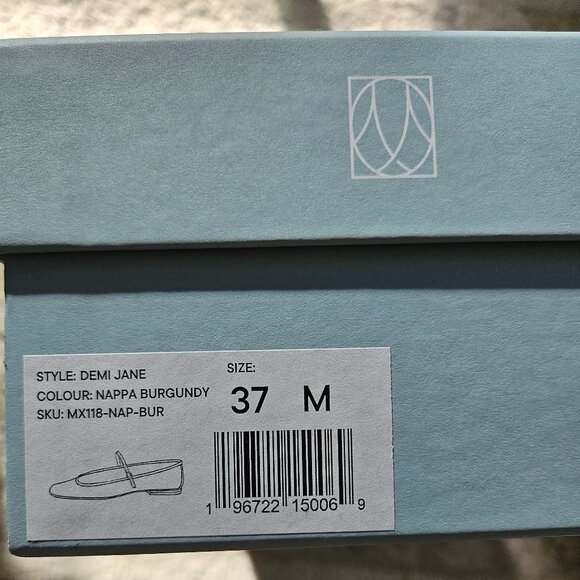 STYLE: DEMI JANE
COLOUR: NAPPA BURGUNDY
SKU: MX118-NAP-BUR
SIZE:
37 M
1 96722 15006 9